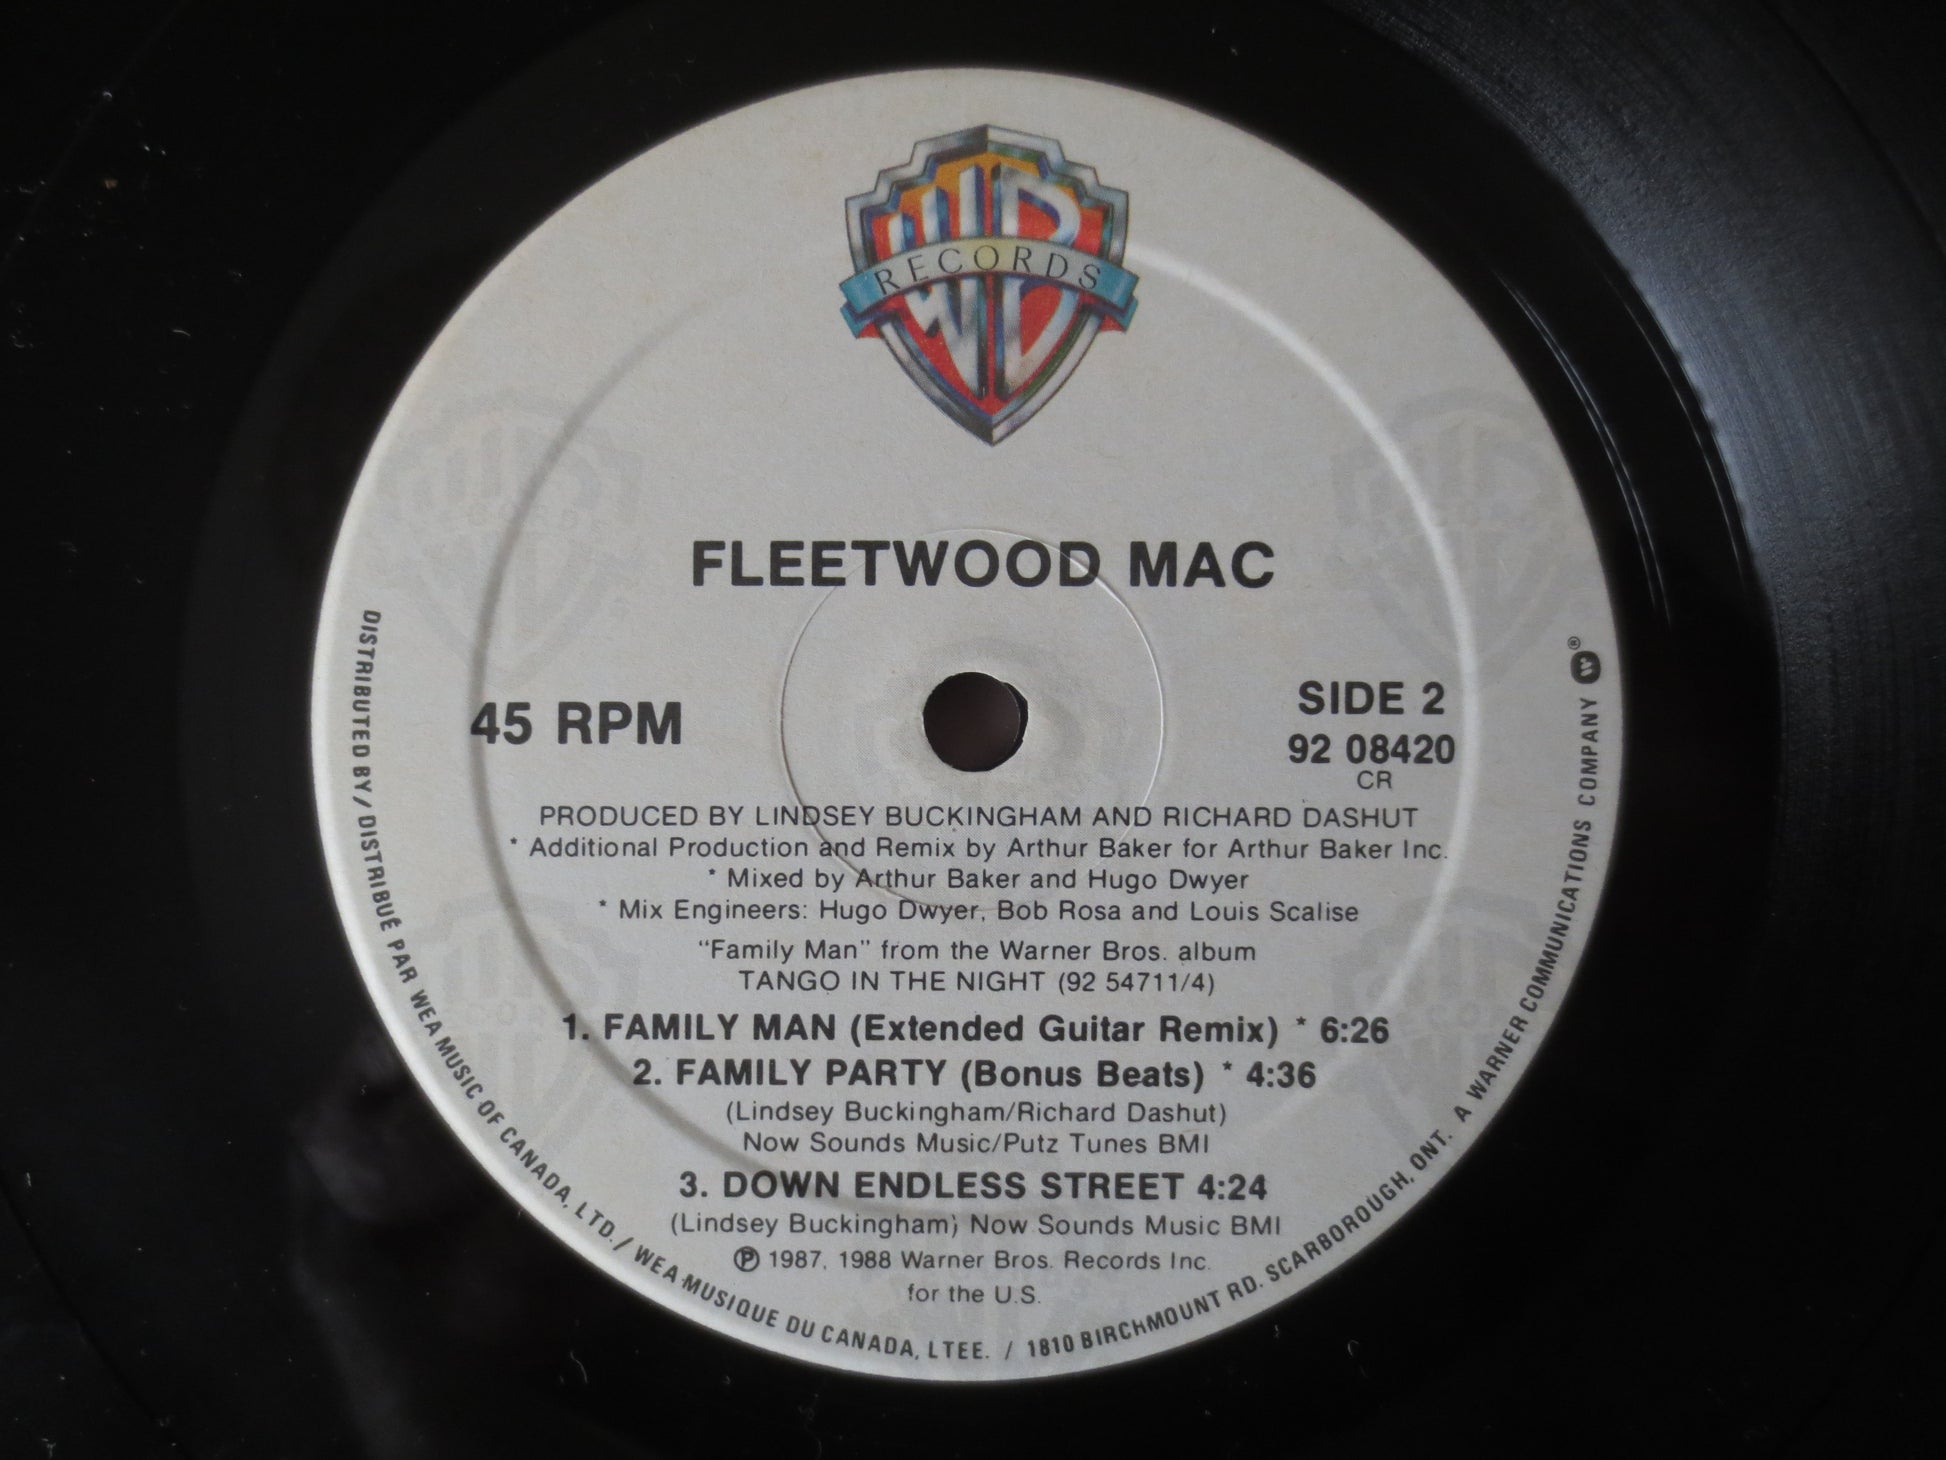 WB
RECORDS
FLEETWOOD MAC
45 RPM
SIDE 2
92 08420
CR
PRODUCED BY LINDSEY BUCKINGHAM AND RICHARD DASHUT
* Additional Production and Remix by Arthur Baker for Arthur Baker Inc.
* Mixed by Arthur Baker and Hugo Dwyer
* Mix Engineers: Hugo Dwyer, Bob Rosa and Louis Scalise
"Family Man" from the Warner Bros. album
TANGO IN THE NIGHT (92 54711/4)
1. FAMILY MAN (Extended Guitar Remix) * 6:26
2. FAMILY PARTY (Bonus Beats) * 4:36
(Lindsey Buckingham/Richard Dashut)
Now Sounds Music/Putz Tunes BMI
3. DOWN ENDLESS STREET 4:24
(Lindsey Buckingham) Now Sounds Music BMI
℗ 1987, 1988 Warner Bros. Records Inc.
for the U.S.
DISTRIBUTED BY/DISTRIBUÉ PAR WEA MUSIC OF CANADA, LTD./WEA MUSIQUE DU CANADA, LTEE. / 1810 BIRCHMOUNT RD. SCARBOROUGH, ONT. A WARNER COMMUNICATIONS COMPANY W®